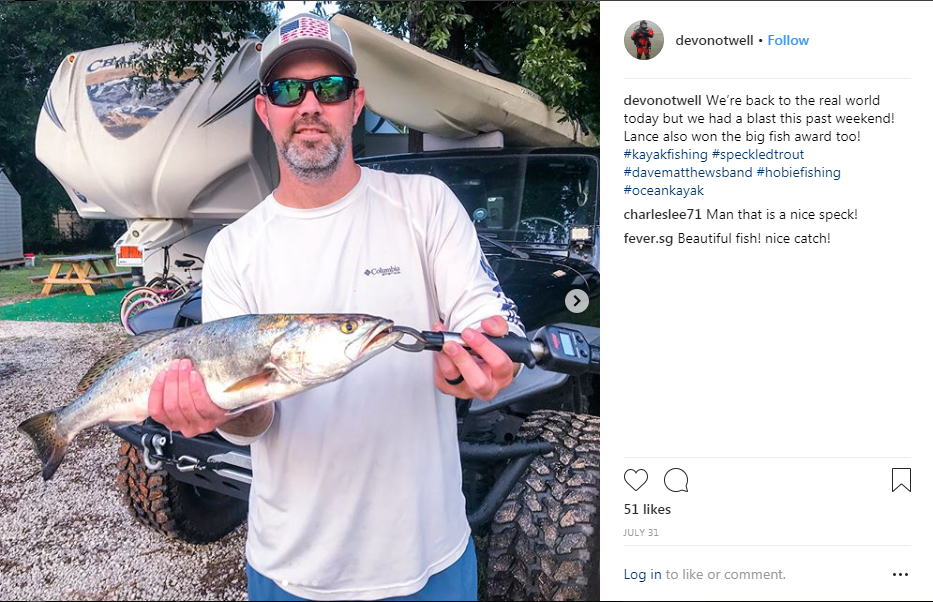 devonotwell • Follow
devonotwell We're back to the real world
today but we had a blast this past weekend!
Lance also won the big fish award too!
#kayakfishing #speckledtrout
#davematthewsband #hobiefishing
#oceankayak
charleslee71 Man that is a nice speck!
fever.sg Beautiful fish! nice catch!
51 likes
JULY 31
Log in to like or comment.
Columbia